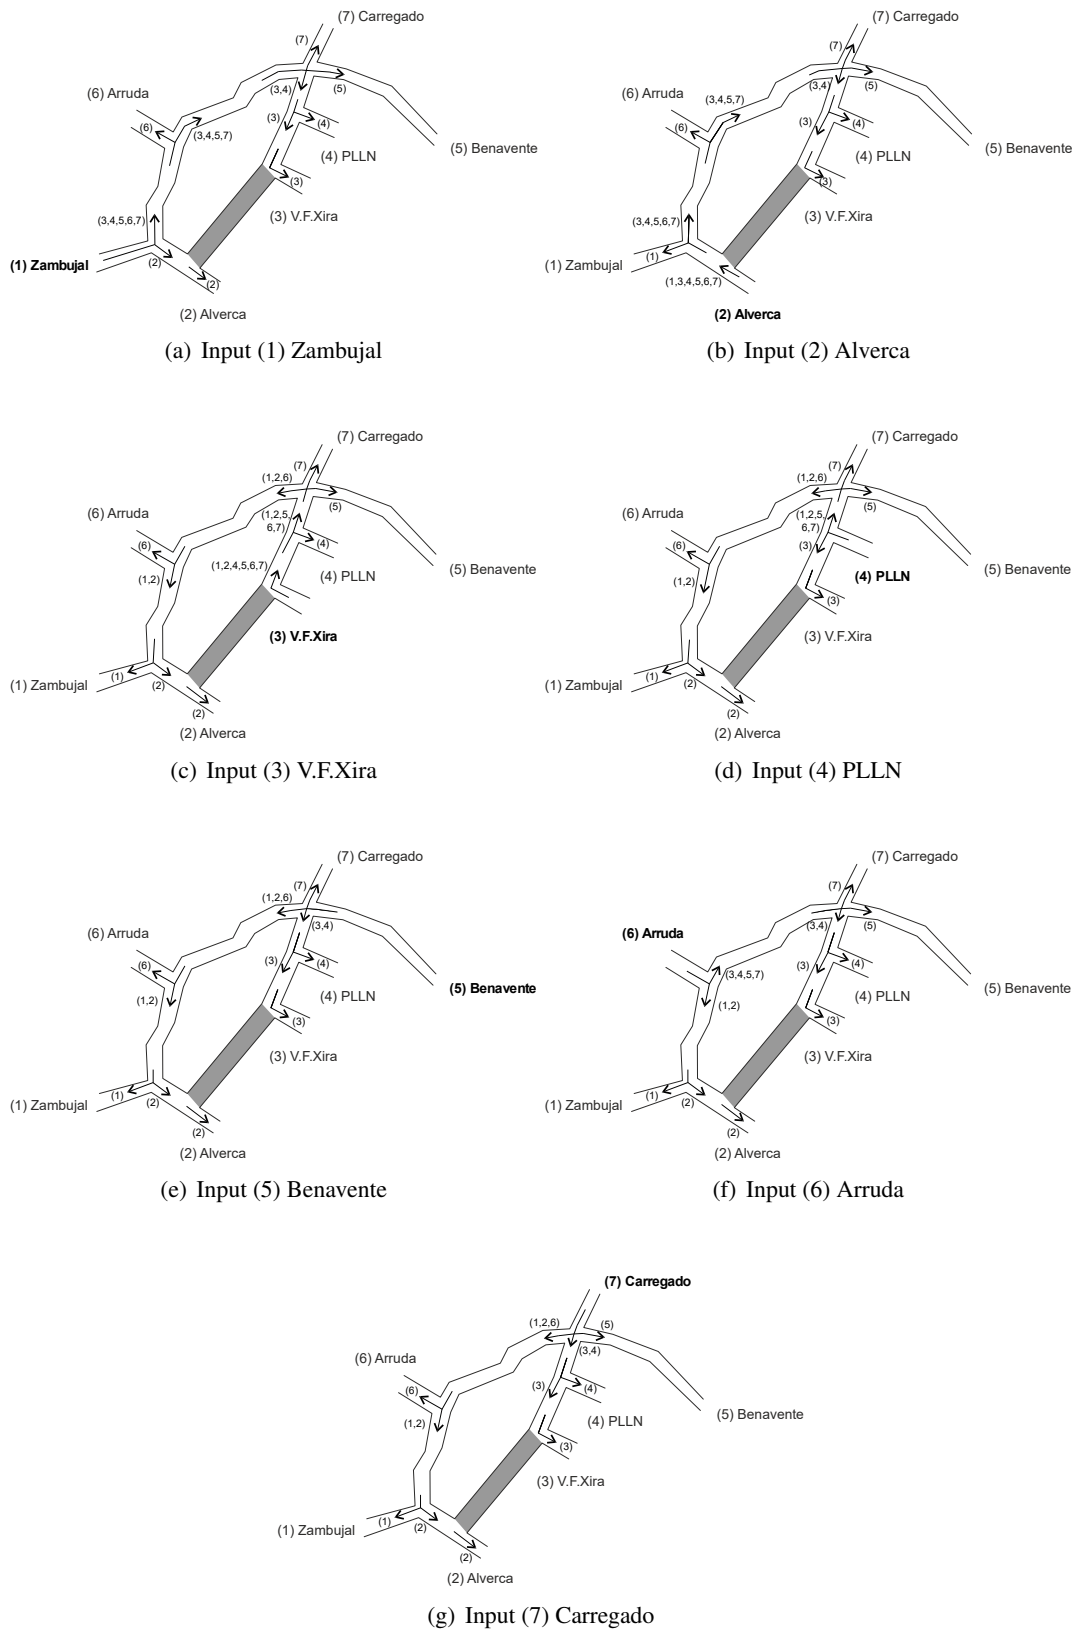 (7) Carregado
(7)
(6) Arruda
(3,4)
(5)
(6)
(3,4,5,7)
(3)
(4)
(4) PLLN
(5) Benavente
(3)
(3,4,5,6,7)
(3) V.F.Xira
(1) Zambujal
(2)
(2)
(2) Alverca
(a) Input (1) Zambujal
(7) Carregado
(7)
(6) Arruda
(3,4)
(5)
(3,4,5,7)
(6)
(3)
(4)
(4) PLLN
(5) Benavente
(3)
(3,4,5,6,7)
(3) V.F.Xira
(1) Zambujal
(1)
(1,3,4,5,6,7)
(2) Alverca
(b) Input (2) Alverca
(7) Carregado
(7)
(1,2,6)
(5)
(6) Arruda
(1,2,5,
6,7)
(6)
(4)
(1,2)
(1,2,4,5,6,7)
(4) PLLN
(5) Benavente
(3) V.F.Xira
(1) Zambujal
(1)
(2)
(2)
(2) Alverca
(c) Input (3) V.F.Xira
(7) Carregado
(7)
(1,2,6)
(5)
(6) Arruda
(1,2,5,
6,7)
(6)
(3)
(1,2)
(4) PLLN
(5) Benavente
(3)
(3) V.F.Xira
(1) Zambujal
(1)
(2)
(2)
(2) Alverca
(d) Input (4) PLLN
(7) Carregado
(7)
(1,2,6)
(3,4)
(6) Arruda
(6)
(3)
(4)
(1,2)
(4) PLLN
(5) Benavente
(3)
(3) V.F.Xira
(1) Zambujal
(1)
(2)
(2)
(2) Alverca
(e) Input (5) Benavente
(7) Carregado
(7)
(6) Arruda
(3,4)
(5)
(3,4,5,7)
(3)
(4)
(1,2)
(4) PLLN
(5) Benavente
(3)
(3) V.F.Xira
(1) Zambujal
(1)
(2)
(2)
(2) Alverca
(f) Input (6) Arruda
(7) Carregado
(1,2,6)
(5)
(3,4)
(6) Arruda
(6)
(3)
(4)
(1,2)
(4) PLLN
(5) Benavente
(3)
(3) V.F.Xira
(1) Zambujal
(1)
(2)
(2)
(2) Alverca
(g) Input (7) Carregado